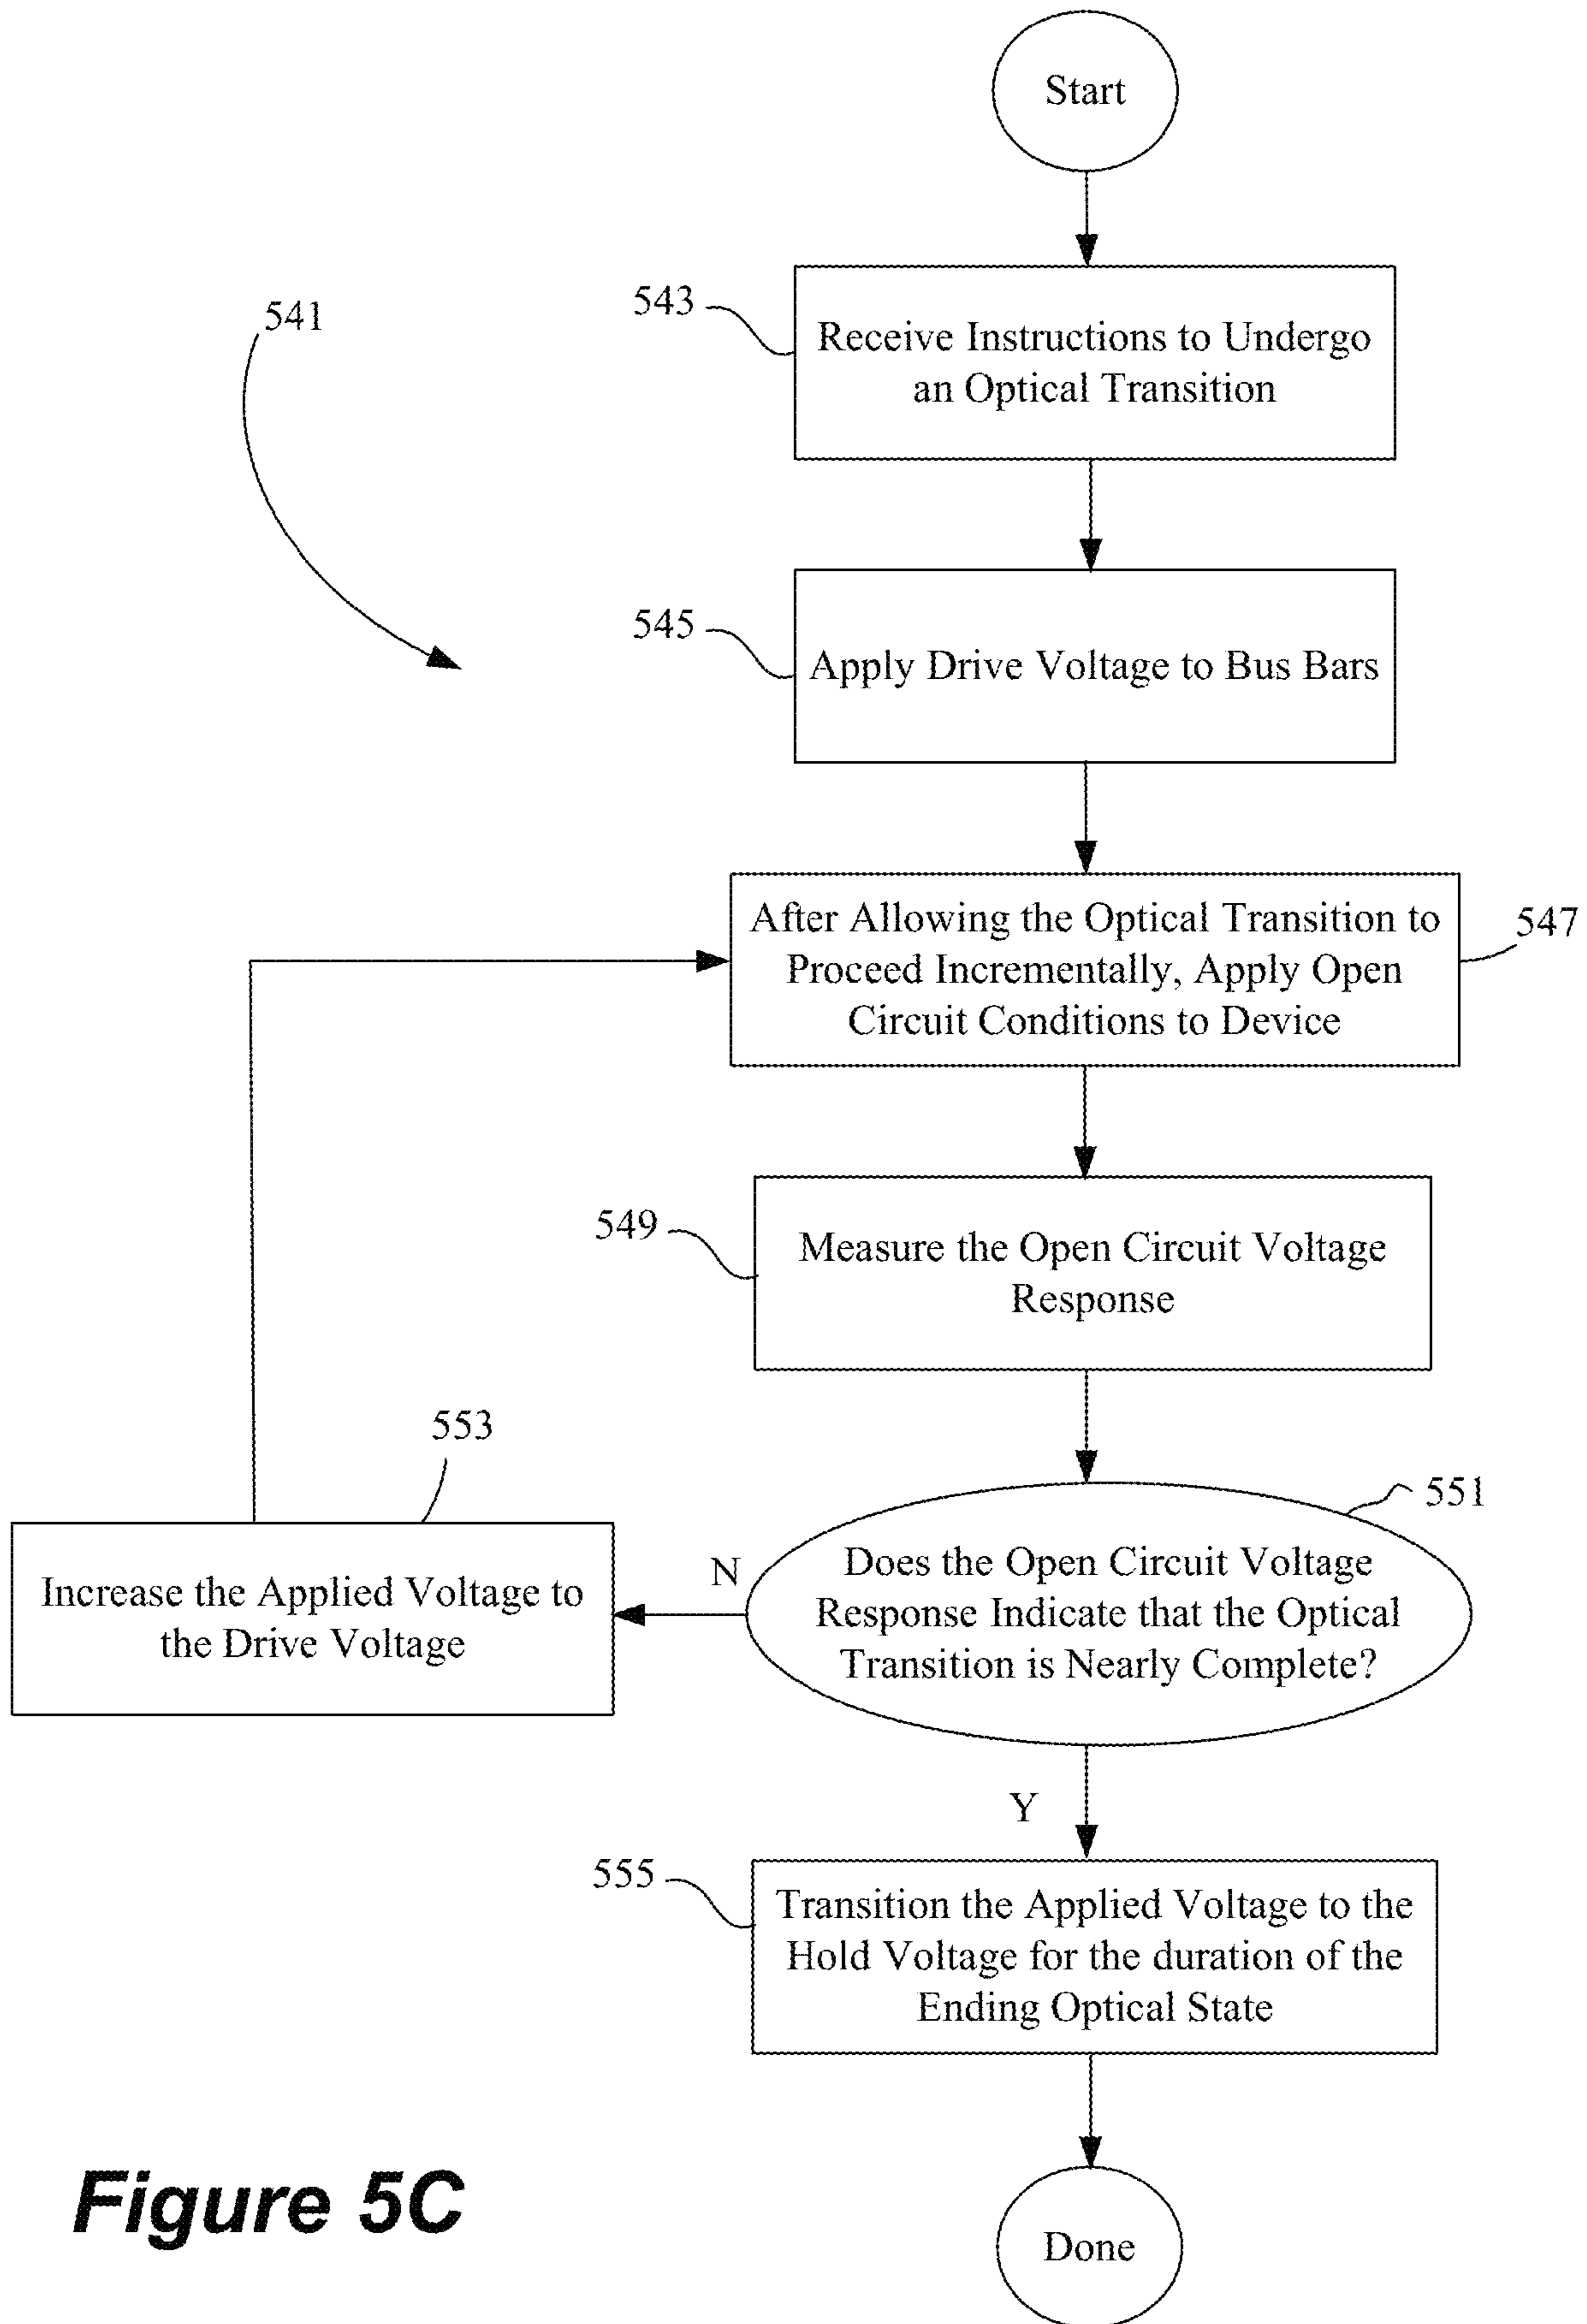 Start
541
543
Receive Instructions to Undergo
an Optical Transition
545
Apply Drive Voltage to Bus Bars
After Allowing the Optical Transition to
Proceed Incrementally, Apply Open
Circuit Conditions to Device
547
549
Measure the Open Circuit Voltage
Response
553
Increase the Applied Voltage to
the Drive Voltage
N
551
Does the Open Circuit Voltage
Response Indicate that the Optical
Transition is Nearly Complete?
Y
555
Transition the Applied Voltage to the
Hold Voltage for the duration of the
Ending Optical State
Done
Figure 5C